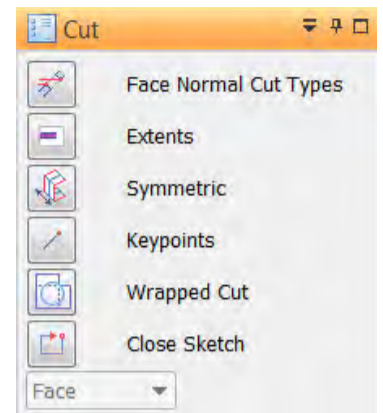 Cut
Face Normal Cut Types
Extents
Symmetric
Keypoints
Wrapped Cut
Close Sketch
Face